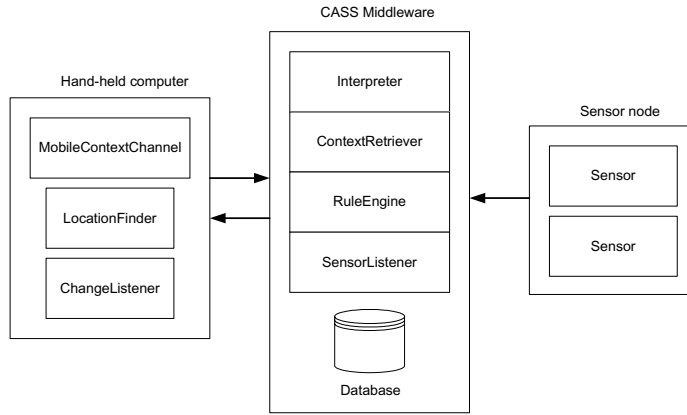 CASS Middleware
Hand-held computer
MobileContextChannel
LocationFinder
ChangeListener
Interpreter
ContextRetriever
RuleEngine
SensorListener
Database
Sensor node
Sensor
Sensor